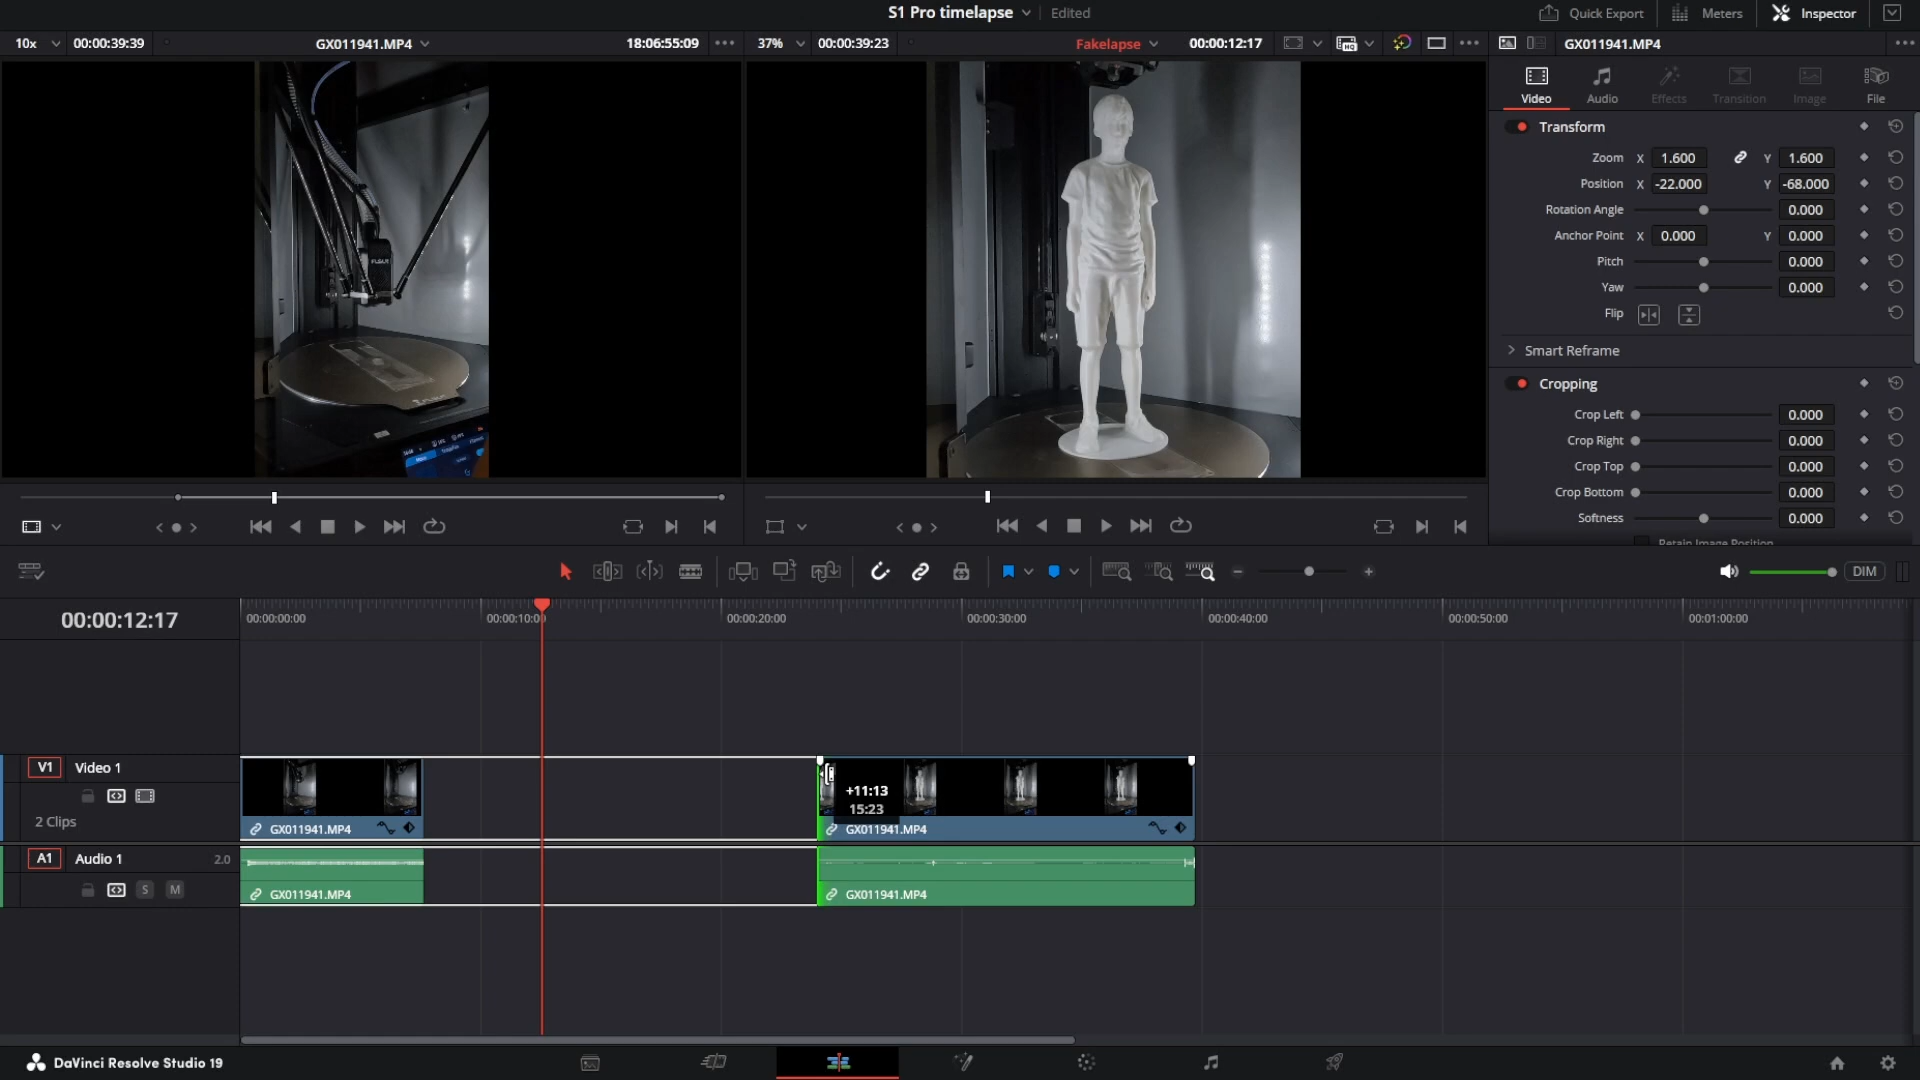 S1 Pro timelapse
Edited
Quick Export
Meters
Inspector
10x
00:00:39:39
GX011941.MP4
18:06:55:09
37%
00:00:39:23
Fakelapse
00:00:12:17
GX011941.MP4
Video
Audio
Effects
Transition
Image
File
Transform
Zoom X 1.600 Y 1.600
Position X -22.000 Y -68.000
Rotation Angle 0.000
Anchor Point X 0.000 Y 0.000
Pitch 0.000
Yaw 0.000
Flip
Smart Reframe
Cropping
Crop Left 0.000
Crop Right 0.000
Crop Top 0.000
Crop Bottom 0.000
Softness 0.000
Retain Image Position
DIM
00:00:12:17
00:00:00:00
00:00:10:00
00:00:20:00
00:00:30:00
00:00:40:00
00:00:50:00
00:01:00:00
V1 Video 1
2 Clips
GX011941.MP4
+11:13
15:23
GX011941.MP4
A1 Audio 1 2.0
S M
GX011941.MP4
GX011941.MP4
DaVinci Resolve Studio 19